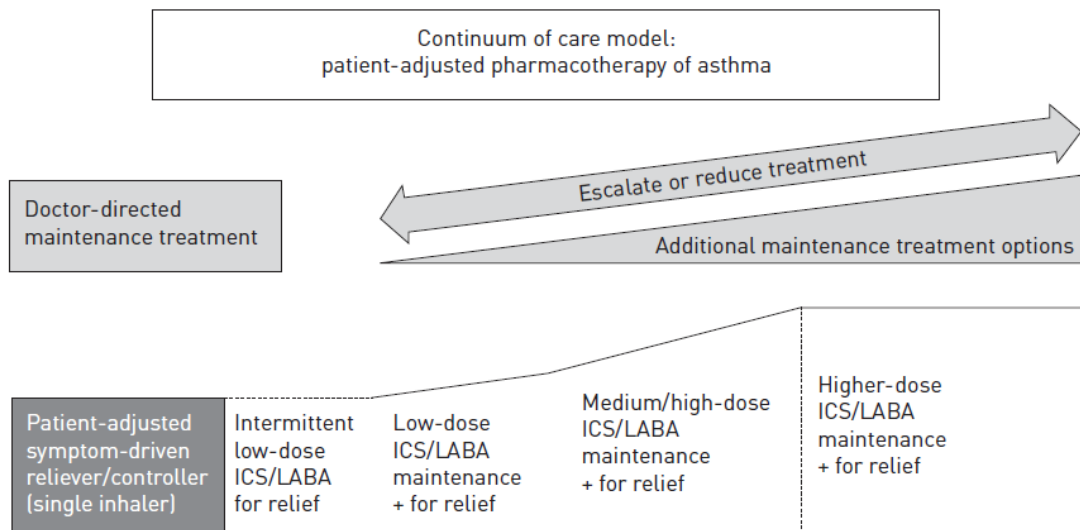 Continuum of care model:
patient-adjusted pharmacotherapy of asthma
Escalate or reduce treatment
Doctor-directed
maintenance treatment
Additional maintenance treatment options
Patient-adjusted
symptom-driven
reliever/controller
(single inhaler)
Intermittent
low-dose
ICS/LABA
for relief
Low-dose
ICS/LABA
maintenance
+ for relief
Medium/high-dose
ICS/LABA
maintenance
+ for relief
Higher-dose
ICS/LABA
maintenance
+ for relief